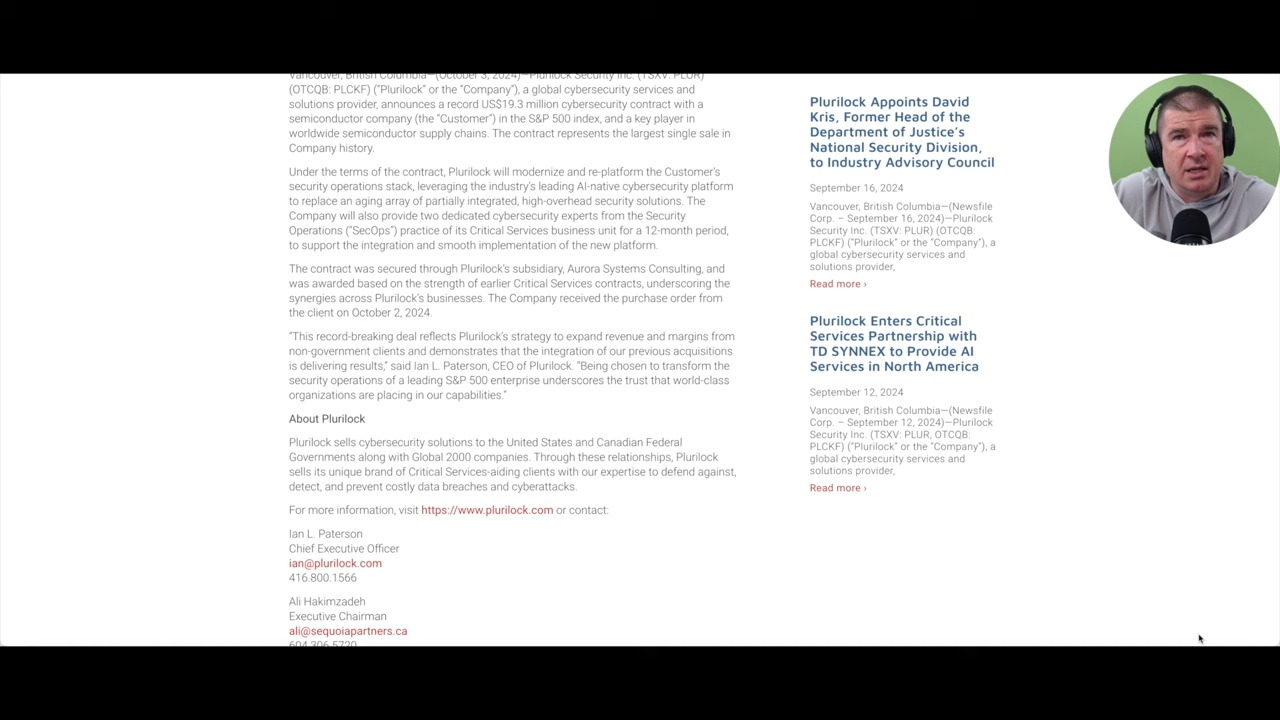 Vancouver, British Columbia—(October 3, 2024)—Plurilock Security Inc. (TSXV: PLUR)
(OTCQB: PLCKF) ("Plurilock" or the "Company"), a global cybersecurity services and
solutions provider, announces a record US$19.3 million cybersecurity contract with a
semiconductor company (the “Customer”) in the S&P 500 index, and a key player in
worldwide semiconductor supply chains. The contract represents the largest single sale in
Company history.
Under the terms of the contract, Plurilock will modernize and re-platform the Customer’s
security operations stack, leveraging the industry’s leading AI-native cybersecurity platform
to replace an aging array of partially integrated, high-overhead security solutions. The
Company will also provide two dedicated cybersecurity experts from the Security
Operations (“SecOps”) practice of its Critical Services business unit for a 12-month period,
to support the integration and smooth implementation of the new platform.
The contract was secured through Plurilock’s subsidiary, Aurora Systems Consulting, and
was awarded based on the strength of earlier Critical Services contracts, underscoring the
synergies across Plurilock’s businesses. The Company received the purchase order from
the client on October 2, 2024.
“This record-breaking deal reflects Plurilock’s strategy to expand revenue and margins from
non-government clients and demonstrates that the integration of our previous acquisitions
is delivering results,” said Ian L. Paterson, CEO of Plurilock. “Being chosen to transform the
security operations of a leading S&P 500 enterprise underscores the trust that world-class
organizations are placing in our capabilities.”
About Plurilock
Plurilock sells cybersecurity solutions to the United States and Canadian Federal
Governments along with Global 2000 companies. Through these relationships, Plurilock
sells its unique brand of Critical Services-aiding clients with our expertise to defend against,
detect, and prevent costly data breaches and cyberattacks.
For more information, visit https://www.plurilock.com or contact:
Ian L. Paterson
Chief Executive Officer
ian@plurilock.com
416.800.1566
Ali Hakimzadeh
Executive Chairman
ali@sequoiapartners.ca
604.306.5720
Plurilock Appoints David
Kris, Former Head of the
Department of Justice’s
National Security Division,
to Industry Advisory Council
September 16, 2024
Vancouver, British Columbia—(Newsfile
Corp. – September 16, 2024)—Plurilock
Security Inc. (TSXV: PLUR) (OTCQB:
PLCKF) ("Plurilock" or the "Company"), a
global cybersecurity services and
solutions provider,
Read more ›
Plurilock Enters Critical
Services Partnership with
TD SYNNEX to Provide AI
Services in North America
September 12, 2024
Vancouver, British Columbia—(Newsfile
Corp. – September 12, 2024)—Plurilock
Security Inc. (TSXV: PLUR, OTCQB:
PLCKF) ("Plurilock" or the "Company"), a
global cybersecurity services and
solutions provider,
Read more ›